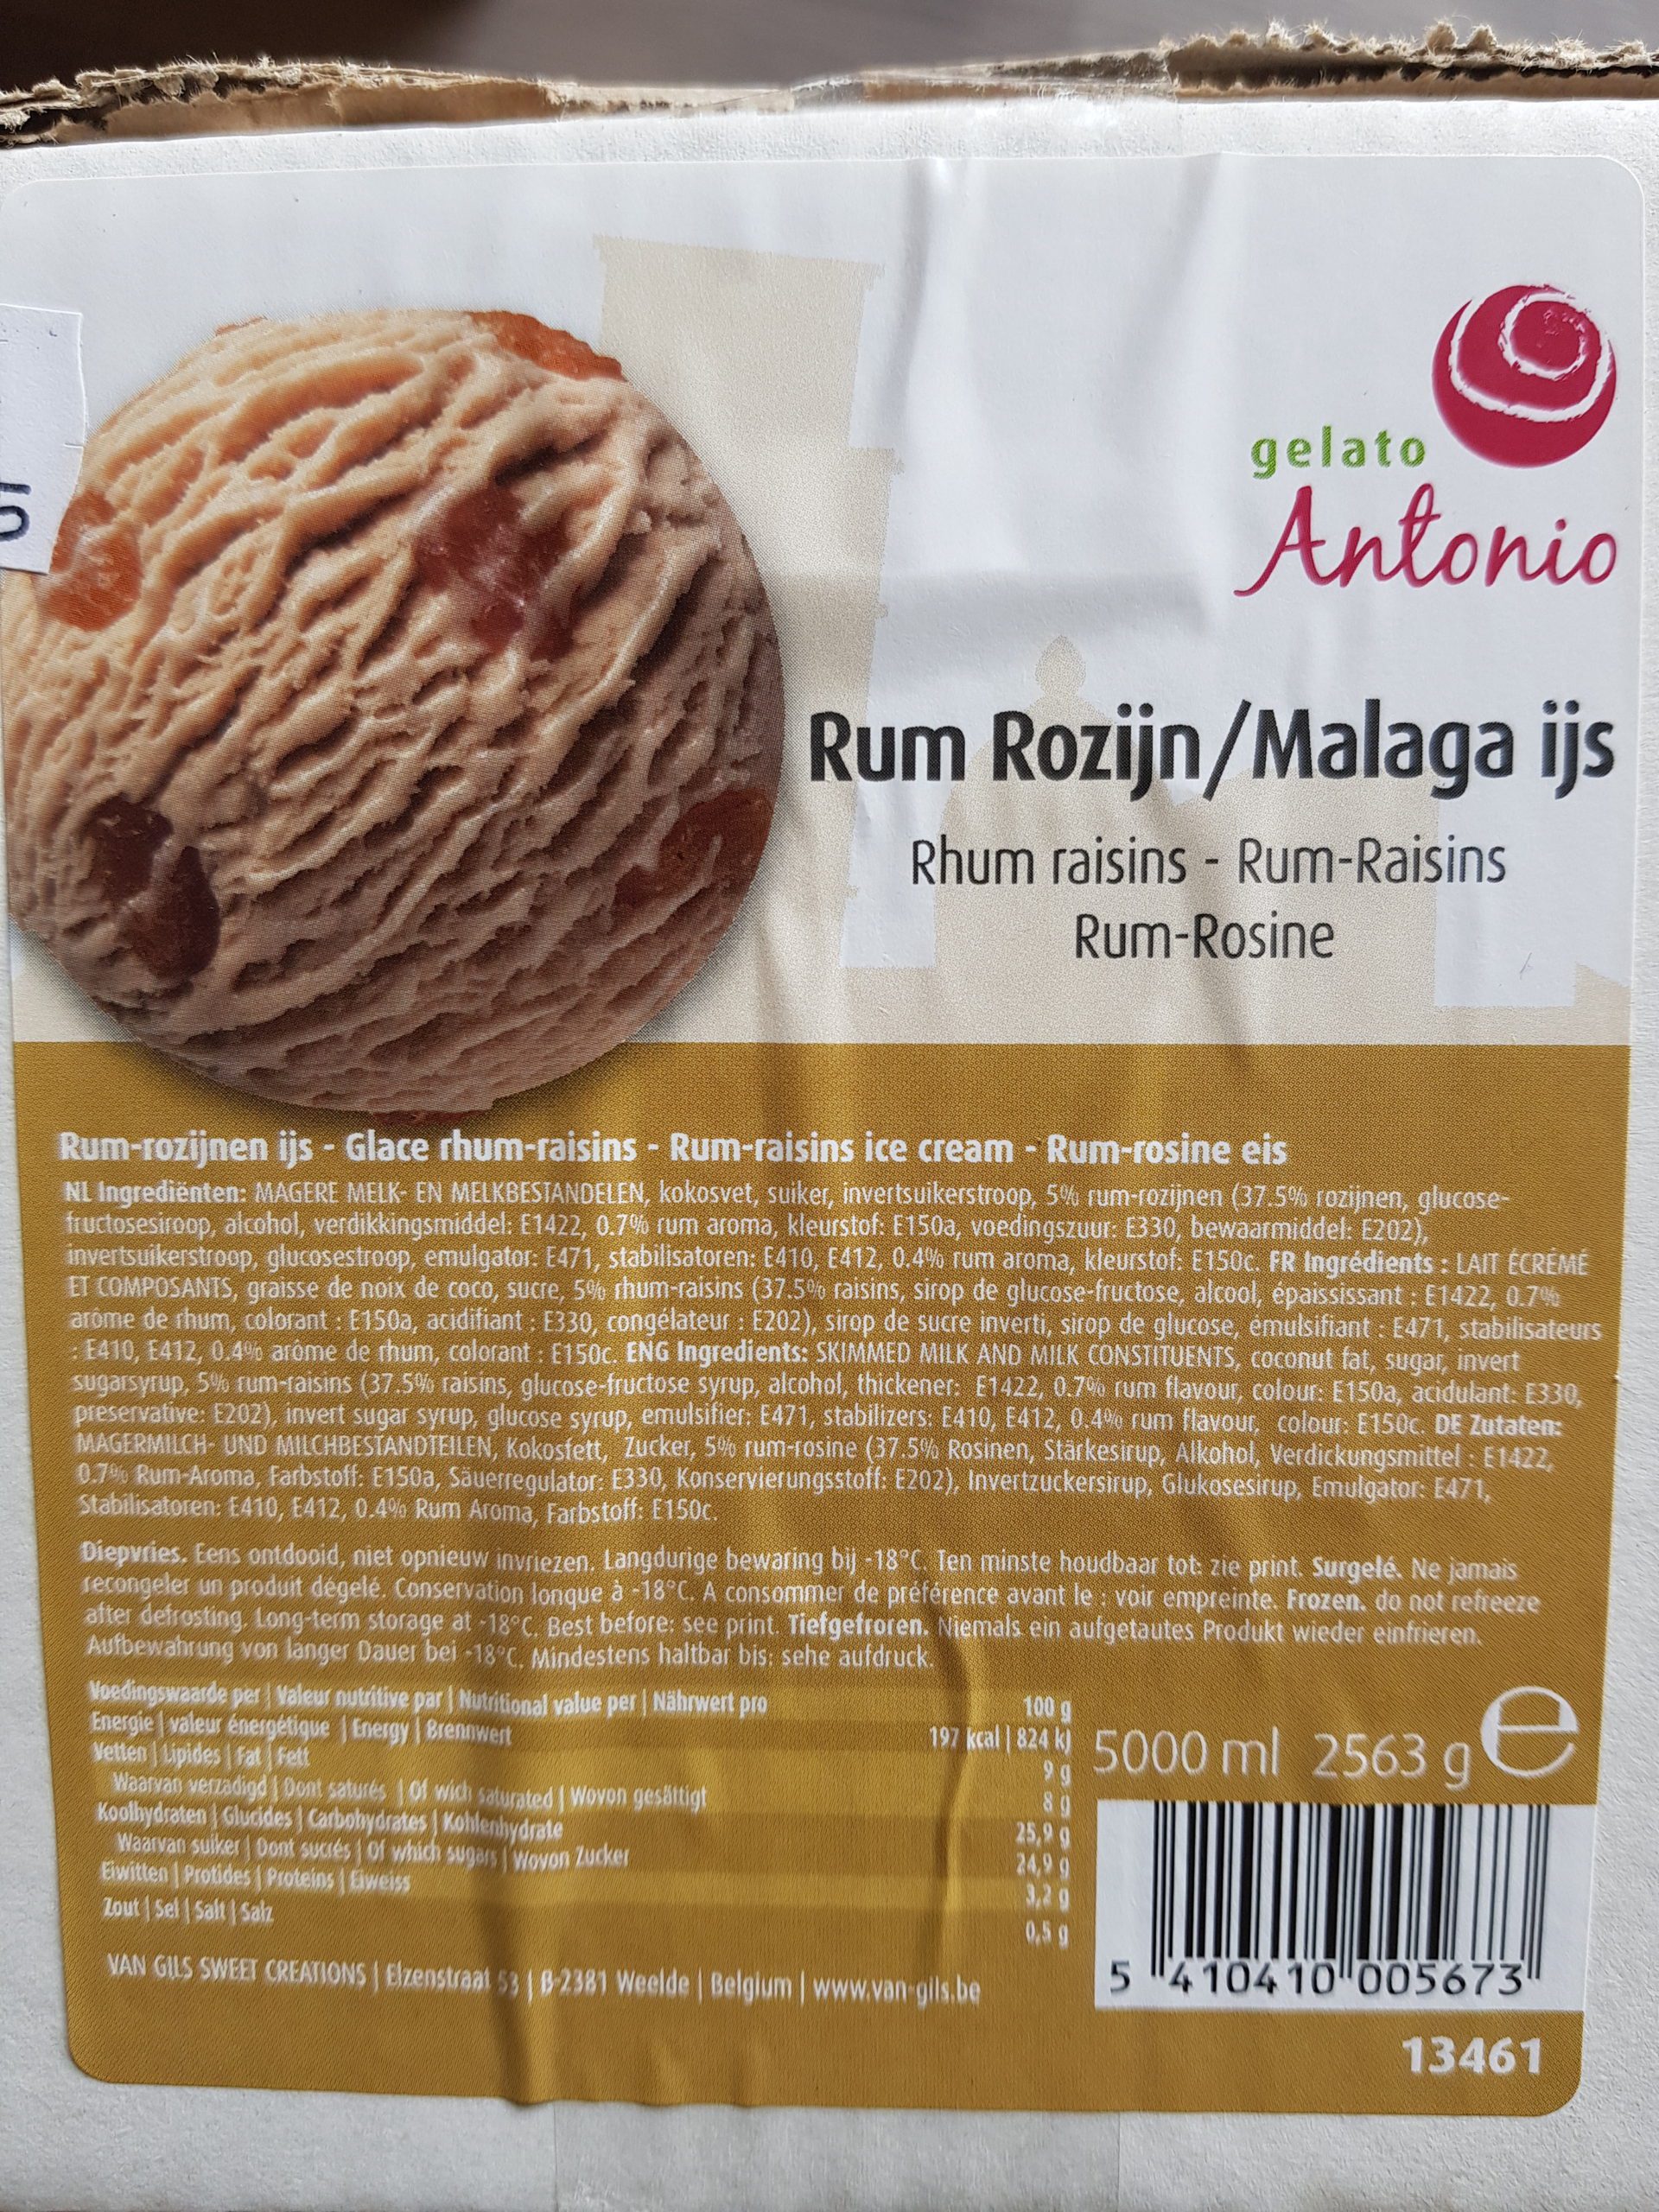 gelato
Antonio
Rum Rozijn/Malaga ijs
Rhum raisins - Rum-Raisins
Rum-Rosine
Rum-rozijnen ijs - Glace rhum-raisins - Rum-raisins ice cream - Rum-rosine eis
NL Ingrediënten: MAGERE MELK- EN MELKBESTANDELEN, kokosvet, suiker, invertsuikerstroop, 5% rum-rozijnen (37.5% rozijnen, glucose-
fructosesiroop, alcohol, verdikkingsmiddel: E1422, 0.7% rum aroma, kleurstof: E150a, voedingszuur: E330, bewaarmiddel: E202),
invertsuikerstroop, glucosestroop, emulgator: E471, stabilisatoren: E410, E412, 0.4% rum aroma, kleurstof: E150c. FR Ingrédients : LAIT ÉCRÉMÉ
ET COMPOSANTS, graisse de noix de coco, sucre, 5% rhum-raisins (37.5% raisins, sirop de glucose-fructose, alcool, épaississant : E1422, 0.7%
arôme de rhum, colorant : E150a, acidifiant : E330, congélateur : E202), sirop de sucre inverti, sirop de glucose, émulsifiant : E471, stabilisateurs
: E410, E412, 0.4% arôme de rhum, colorant : E150c. ENG Ingredients: SKIMMED MILK AND MILK CONSTITUENTS, coconut fat, sugar, invert
sugarsyrup, 5% rum-raisins (37.5% raisins, glucose-fructose syrup, alcohol, thickener: E1422, 0.7% rum flavour, colour: E150a, acidulant: E330,
preservative: E202), invert sugar syrup, glucose syrup, emulsifier: E471, stabilizers: E410, E412, 0.4% rum flavour, colour: E150c. DE Zutaten:
MAGERMILCH- UND MILCHBESTANDTEILEN, Kokosfett, Zucker, 5% rum-rosine (37.5% Rosinen, Stärkesirup, Alkohol, Verdickungsmittel : E1422,
0.7% Rum-Aroma, Farbstoff: E150a, Säuerregulator: E330, Konservierungsstoff: E202), Invertzuckersirup, Glukosesirup, Emulgator: E471,
Stabilisatoren: E410, E412, 0.4% Rum Aroma, Farbstoff: E150c.
Diepvries. Eens ontdooid, niet opnieuw invriezen. Langdurige bewaring bij -18°C. Ten minste houdbaar tot: zie print. Surgelé. Ne jamais
recongeler un produit dégelé. Conservation longue à -18°C. A consommer de préférence avant le : voir empreinte. Frozen. do not refreeze
after defrosting. Long-term storage at -18°C. Best before: see print. Tiefgefroren. Niemals ein aufgetautes Produkt wieder einfrieren.
Aufbewahrung von langer Dauer bei -18°C. Mindestens haltbar bis: sehe aufdruck.
Voedingswaarde per | Valeur nutritive par | Nutritional value per | Nährwert pro 100 g
Energie | valeur énergétique | Energy | Brennwert 197 kcal | 824 kJ
Vetten | Lipides | Fat | Fett 9 g
Waarvan verzadigd | Dont saturés | Of wich saturated | Wovon gesättigt 8 g
Koolhydraten | Glucides | Carbohydrates | Kohlenhydrate 25,9 g
Waarvan suiker | Dont sucrés | Of which sugars | Wovon Zucker 24,9 g
Eiwitten | Protides | Proteins | Eiweiss 3,2 g
Zout | Sel | Salt | Salz 0,5 g
5000 ml 2563 g e
VAN GILS SWEET CREATIONS | Elzenstraat 53 | B-2381 Weelde | Belgium | www.van-gils.be
5 410410 005673
13461